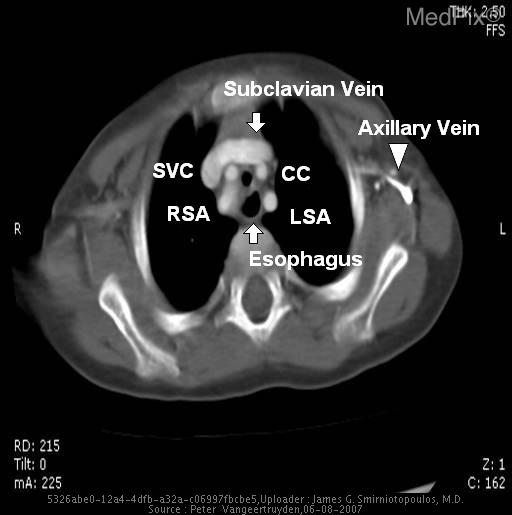 MedPix®
THK: 2.50
FFS
Subclavian Vein
Axillary Vein
SVC
CC
RSA
LSA
R
L
Esophagus
RD: 215
Tilt: 0
mA: 225
Z: 1
C: 162
5326abe0-12a4-4dfb-a32a-c06997fbcbe5,Uploader : James G. Smirniotopoulos, M.D.
Source : Peter Vangeertruyden,06-08-2007